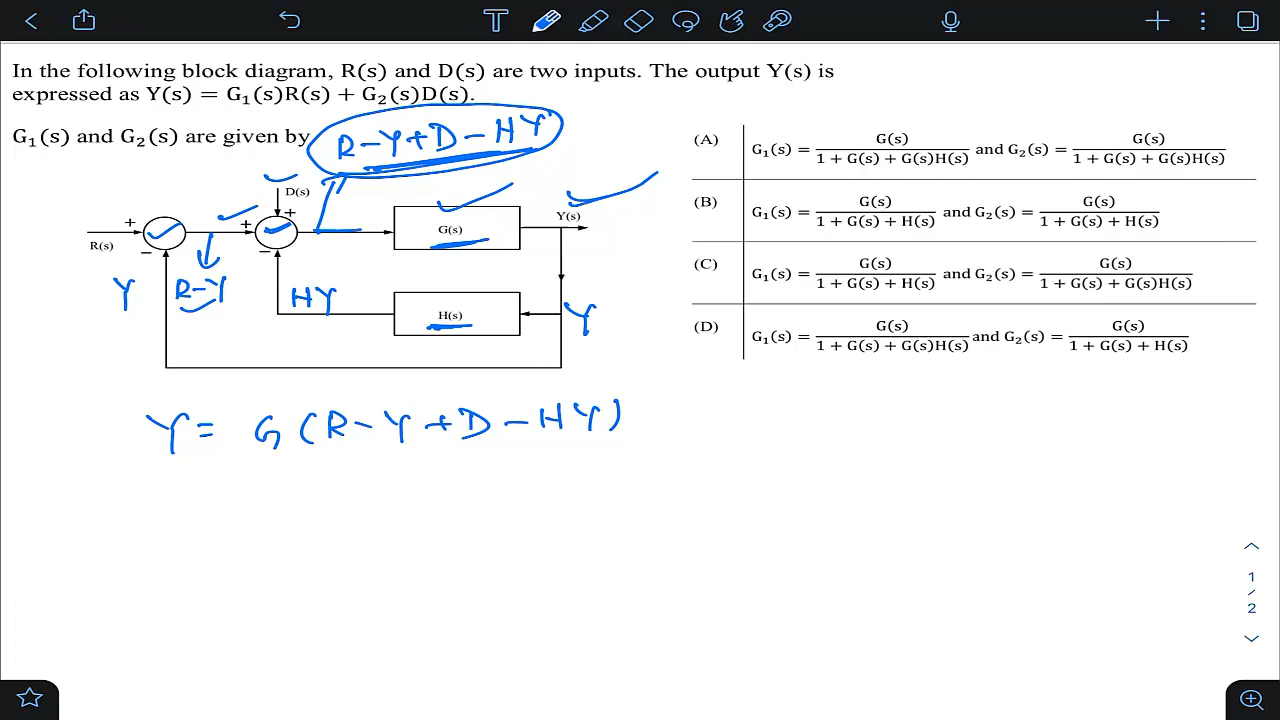 T
In the following block diagram, R(s) and D(s) are two inputs. The output Y(s) is
expressed as Y(s) = G₁(s)R(s) + G₂(s)D(s).
G₁(s) and G₂(s) are given by
R-Y+D-HY
D(s)
+
+
+
G(s)
Y(s)
R(s)
-
-
Y
R-Y
HY
H(s)
Y
Y = G(R-Y+D-HY)
(A) G₁(s) = G(s) / 1 + G(s) + G(s)H(s) and G₂(s) = G(s) / 1 + G(s) + G(s)H(s)
(B) G₁(s) = G(s) / 1 + G(s) + H(s) and G₂(s) = G(s) / 1 + G(s) + H(s)
(C) G₁(s) = G(s) / 1 + G(s) + H(s) and G₂(s) = G(s) / 1 + G(s) + G(s)H(s)
(D) G₁(s) = G(s) / 1 + G(s) + G(s)H(s) and G₂(s) = G(s) / 1 + G(s) + H(s)
1
/
2